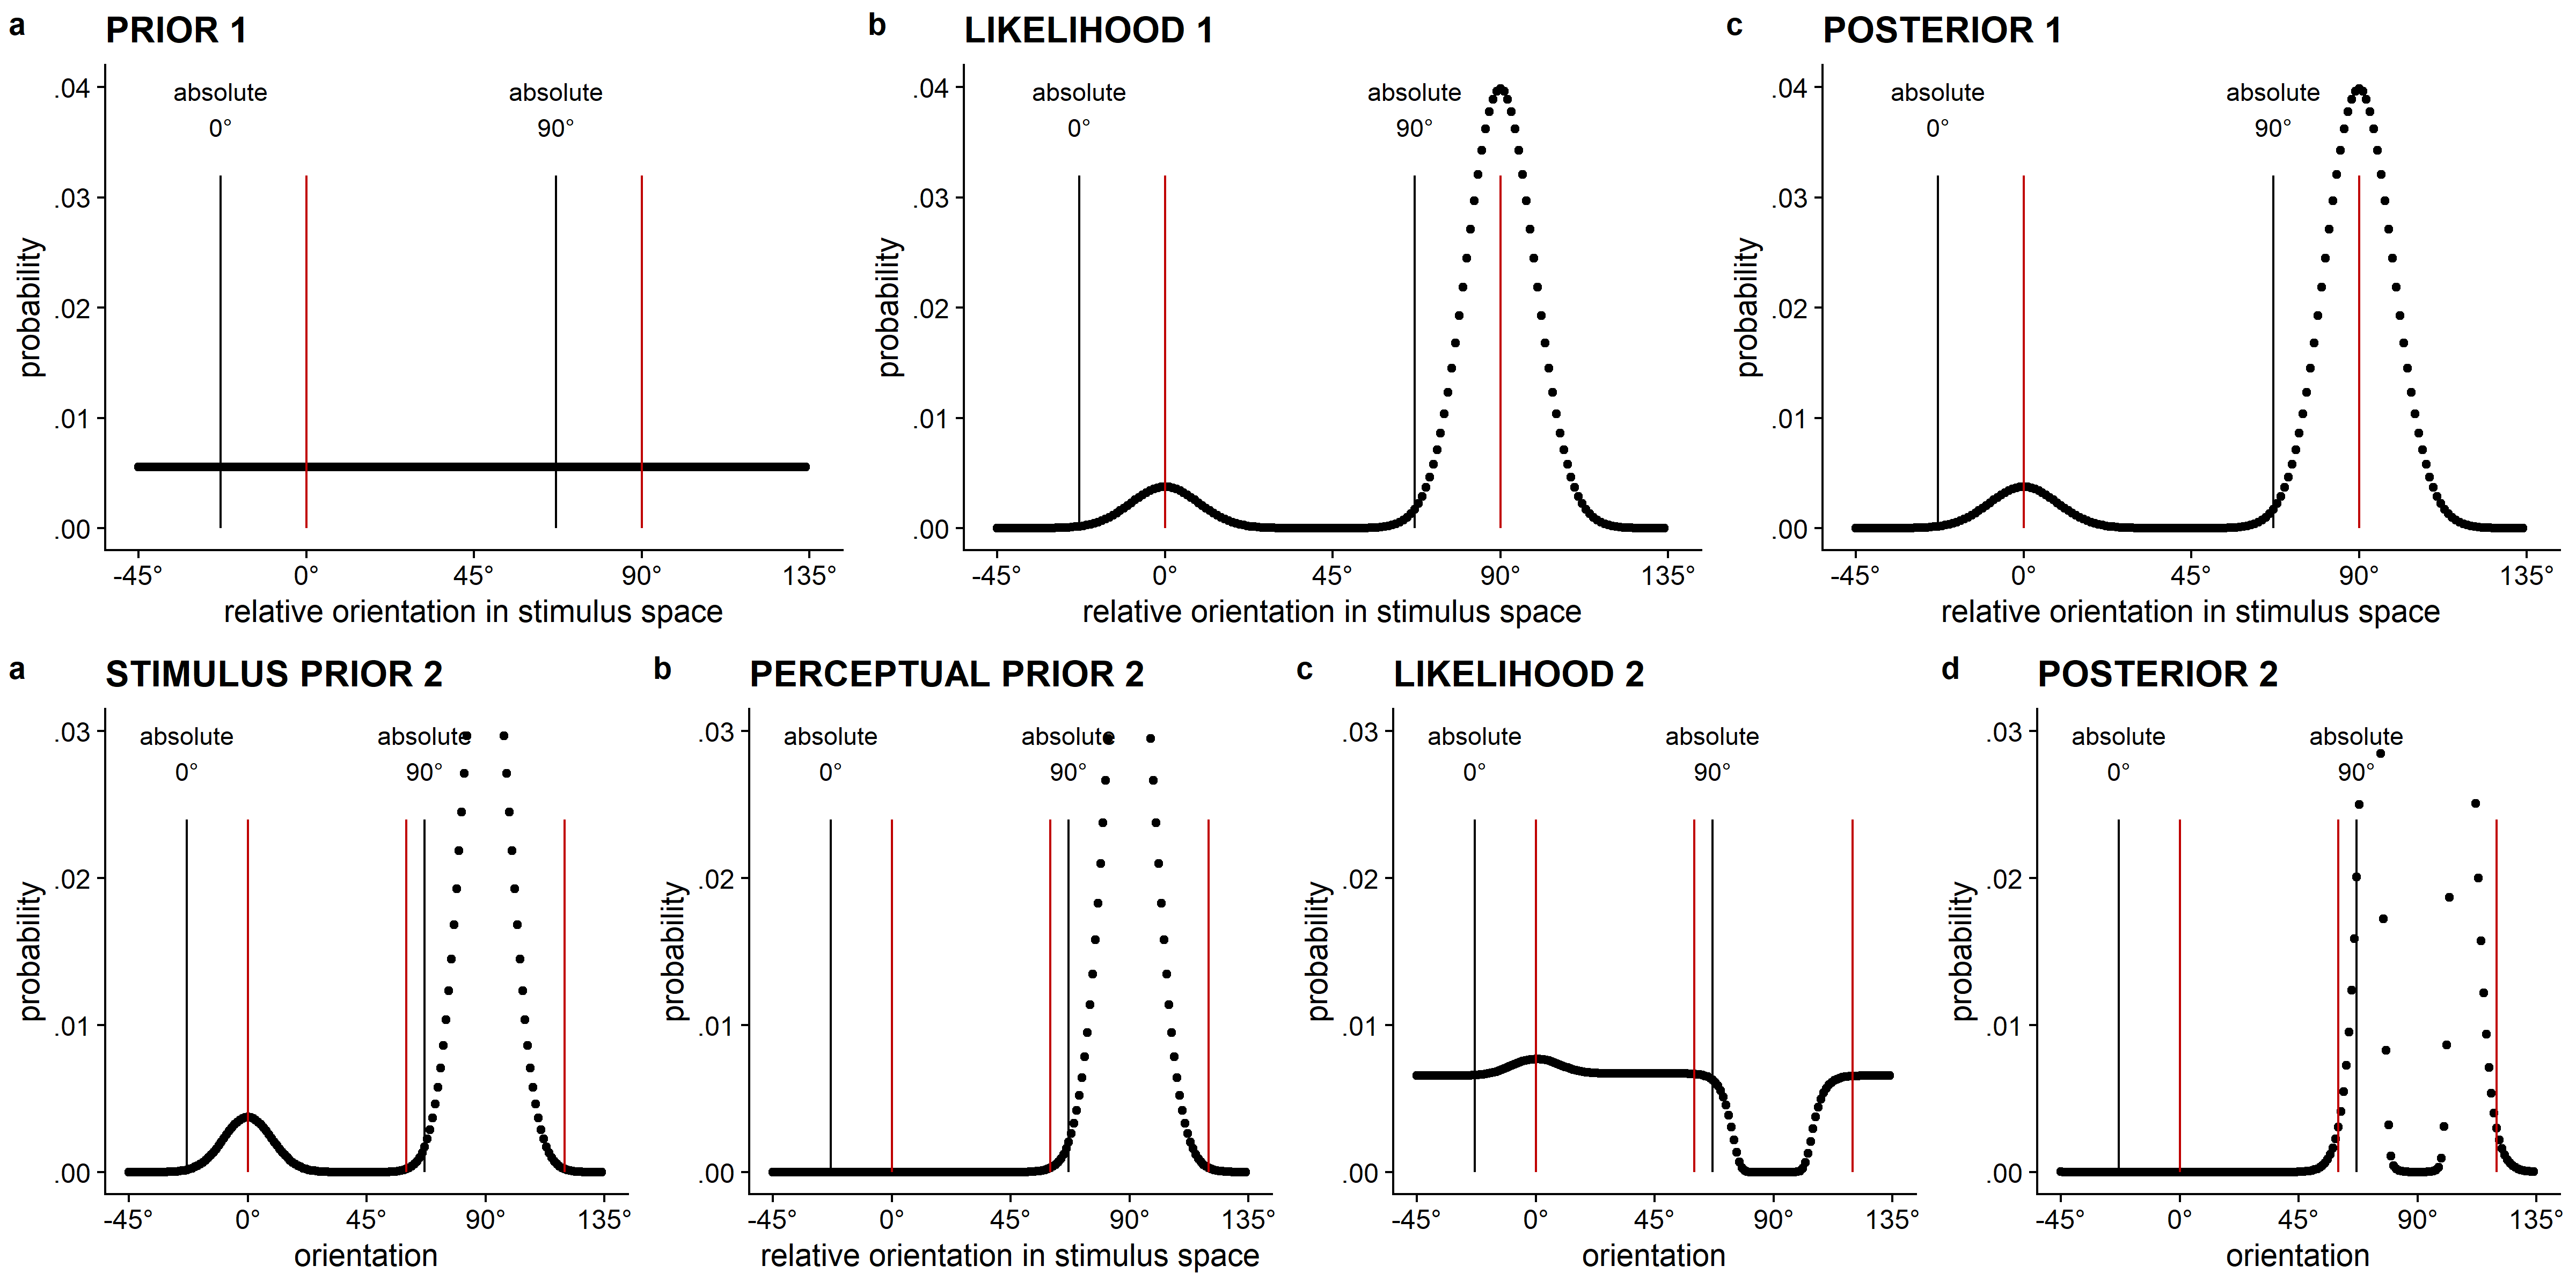 a PRIOR 1
absolute absolute
0° 90°
.04
.03
.02
.01
.00
probability
-45° 0° 45° 90° 135°
relative orientation in stimulus space
b LIKELIHOOD 1
absolute absolute
0° 90°
.04
.03
.02
.01
.00
probability
-45° 0° 45° 90° 135°
relative orientation in stimulus space
c POSTERIOR 1
absolute absolute
0° 90°
.04
.03
.02
.01
.00
probability
-45° 0° 45° 90° 135°
relative orientation in stimulus space
a STIMULUS PRIOR 2
absolute absolute
0° 90°
.03
.02
.01
.00
probability
-45° 0° 45° 90° 135°
orientation
b PERCEPTUAL PRIOR 2
absolute absolute
0° 90°
.03
.02
.01
.00
probability
-45° 0° 45° 90° 135°
relative orientation in stimulus space
c LIKELIHOOD 2
absolute absolute
0° 90°
.03
.02
.01
.00
probability
-45° 0° 45° 90° 135°
orientation
d POSTERIOR 2
absolute absolute
0° 90°
.03
.02
.01
.00
probability
-45° 0° 45° 90° 135°
orientation